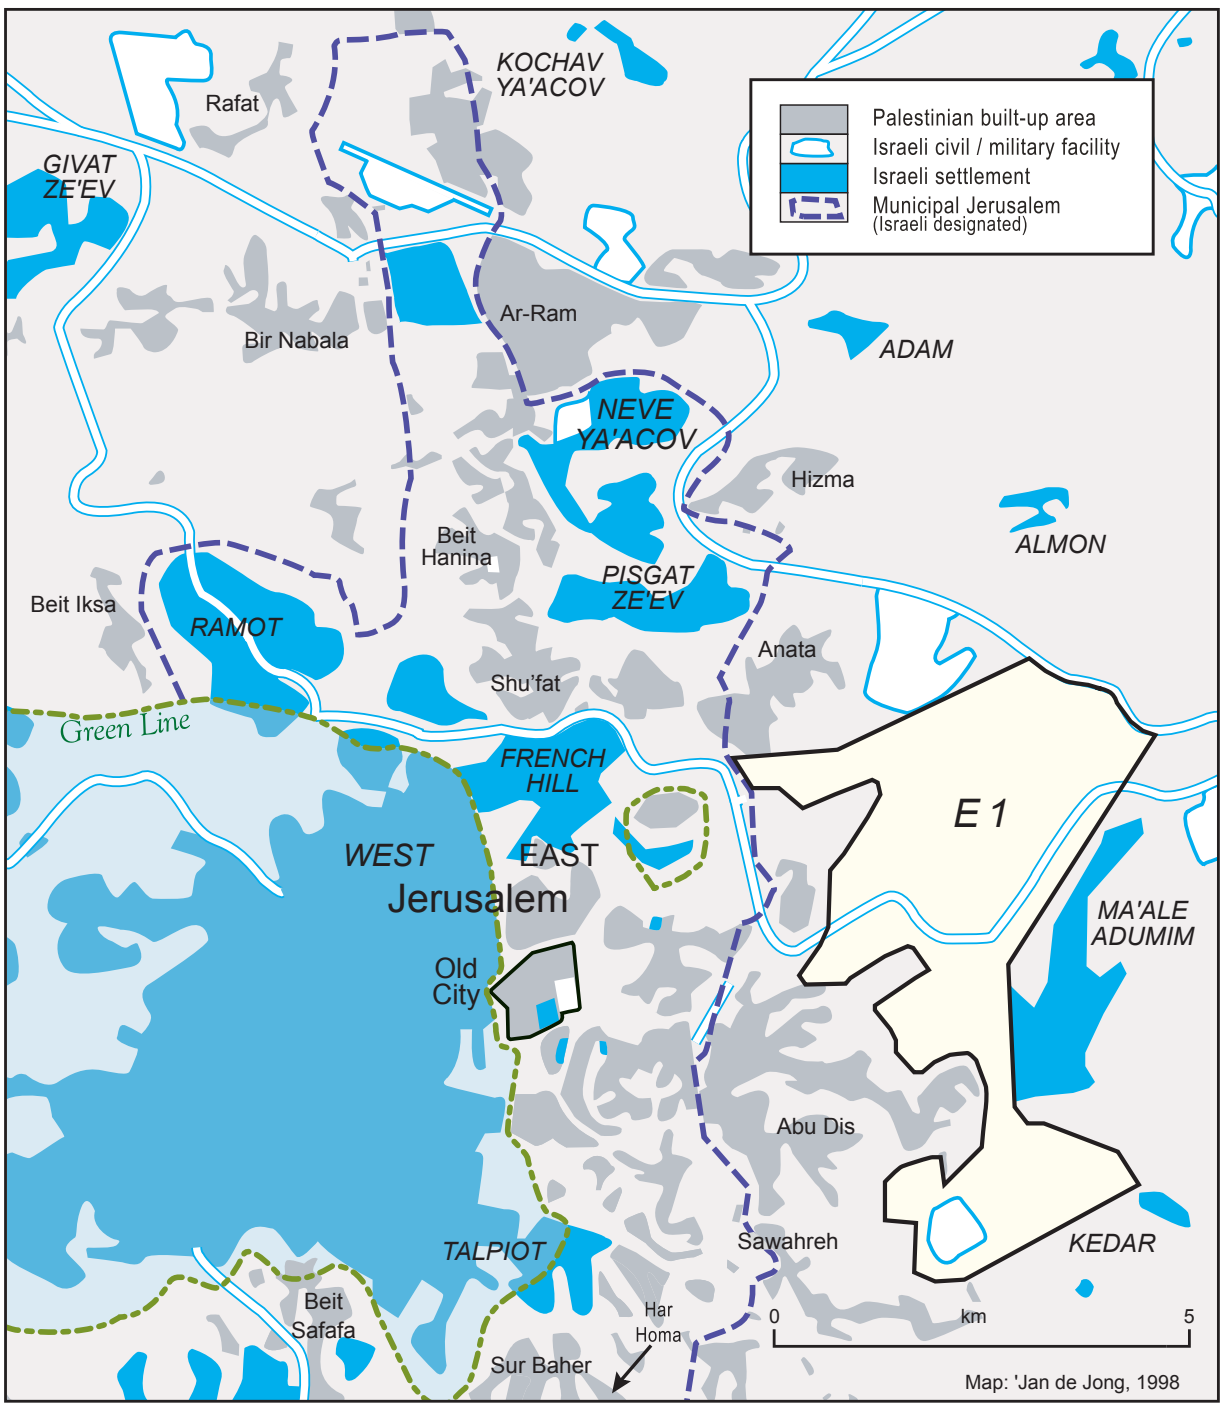 KOCHAV
YA'ACOV
Rafat
GIVAT
ZE'EV
Palestinian built-up area
Israeli civil / military facility
Israeli settlement
Municipal Jerusalem
(Israeli designated)
Ar-Ram
Bir Nabala
ADAM
NEVE
YA'ACOV
Hizma
ALMON
Beit
Hanina
PISGAT
ZE'EV
Beit Iksa
RAMOT
Anata
Shu'fat
Green Line
FRENCH
HILL
E 1
WEST
EAST
Jerusalem
MA'ALE
ADUMIM
Old
City
Abu Dis
TALPIOT
Sawahreh
KEDAR
Beit
Safafa
Har
Homa
0
km
5
Sur Baher
Map: 'Jan de Jong, 1998